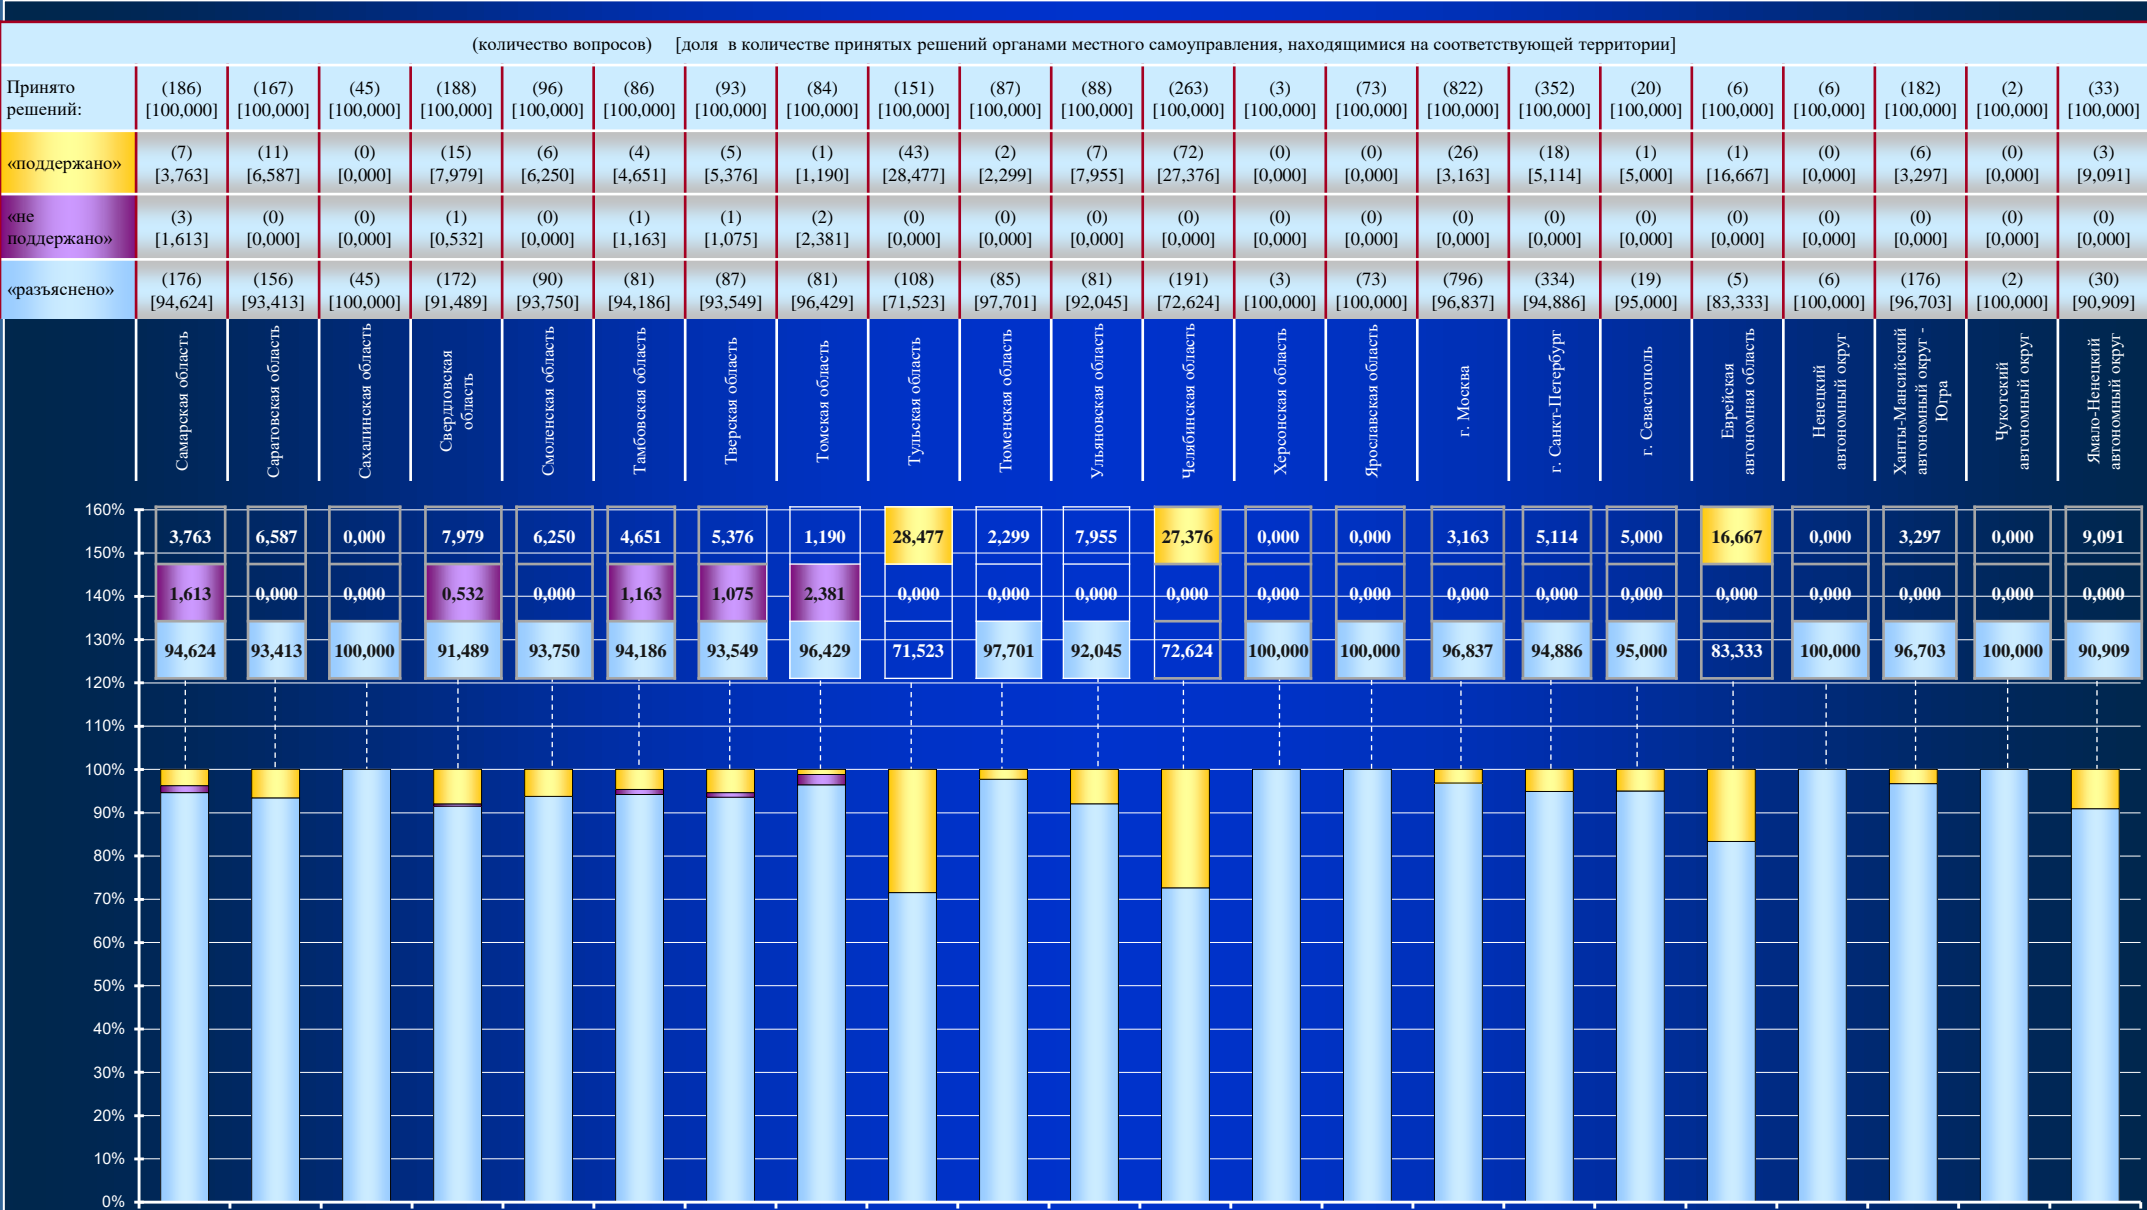 (количество вопросов) [доля в количестве принятых решений органами местного самоуправления, находящимися на соответствующей территории]
Принято решений: (186) (167) (45) (188) (96) (86) (93) (84) (151) (87) (88) (263) (3) (73) (822) (352) (20) (6) (6) (182) (2) (33)
[100,000] [100,000] [100,000] [100,000] [100,000] [100,000] [100,000] [100,000] [100,000] [100,000] [100,000] [100,000] [100,000] [100,000] [100,000] [100,000] [100,000] [100,000] [100,000] [100,000] [100,000] [100,000]
«поддержано» (7) (11) (0) (15) (6) (4) (5) (1) (43) (2) (7) (72) (0) (0) (26) (18) (1) (1) (0) (6) (0) (3)
[3,763] [6,587] [0,000] [7,979] [6,250] [4,651] [5,376] [1,190] [28,477] [2,299] [7,955] [27,376] [0,000] [0,000] [3,163] [5,114] [5,000] [16,667] [0,000] [3,297] [0,000] [9,091]
«не поддержано» (3) (0) (0) (1) (0) (1) (1) (2) (0) (0) (0) (0) (0) (0) (0) (0) (0) (0) (0) (0) (0) (0)
[1,613] [0,000] [0,000] [0,532] [0,000] [1,163] [1,075] [2,381] [0,000] [0,000] [0,000] [0,000] [0,000] [0,000] [0,000] [0,000] [0,000] [0,000] [0,000] [0,000] [0,000] [0,000]
«разъяснено» (176) (156) (45) (172) (90) (81) (87) (81) (108) (85) (81) (191) (3) (73) (796) (334) (19) (5) (6) (176) (2) (30)
[94,624] [93,413] [100,000] [91,489] [93,750] [94,186] [93,549] [96,429] [71,523] [97,701] [92,045] [72,624] [100,000] [100,000] [96,837] [94,886] [95,000] [83,333] [100,000] [96,703] [100,000] [90,909]
Самарская область
Саратовская область
Сахалинская область
Свердловская
область
Смоленская область
Тамбовская область
Тверская область
Томская область
Тульская область
Тюменская область
Ульяновская область
Челябинская область
Херсонская область
Ярославская область
г. Москва
г. Санкт-Петербург
г. Севастополь
Еврейская
автономная область
Ненецкий
автономный округ
Ханты-Мансийский
автономный округ -
Югра
Чукотский
автономный округ
Ямало-Ненецкий
автономный округ
160%
3,763 6,587 0,000 7,979 6,250 4,651 5,376 1,190 28,477 2,299 7,955 27,376 0,000 0,000 3,163 5,114 5,000 16,667 0,000 3,297 0,000 9,091
150%
140% 1,613 0,000 0,000 0,532 0,000 1,163 1,075 2,381 0,000 0,000 0,000 0,000 0,000 0,000 0,000 0,000 0,000 0,000 0,000 0,000 0,000 0,000
130%
94,624 93,413 100,000 91,489 93,750 94,186 93,549 96,429 71,523 97,701 92,045 72,624 100,000 100,000 96,837 94,886 95,000 83,333 100,000 96,703 100,000 90,909
120%
110%
100%
90%
80%
70%
60%
50%
40%
30%
20%
10%
0%